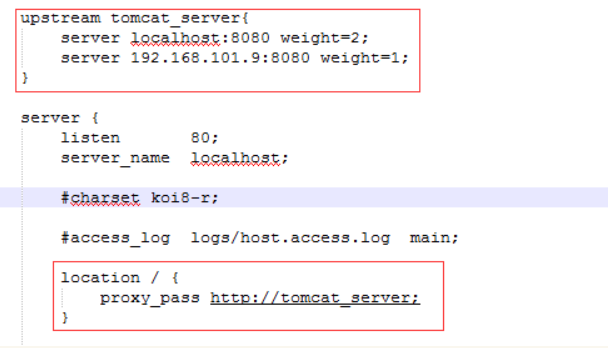 upstream tomcat_server{
server localhost:8080 weight=2;
server 192.168.101.9:8080 weight=1;
}
server {
listen 80;
server_name localhost;
#charset koi8-r;
#access_log logs/host.access.log main;
location / {
proxy_pass http://tomcat_server;
}